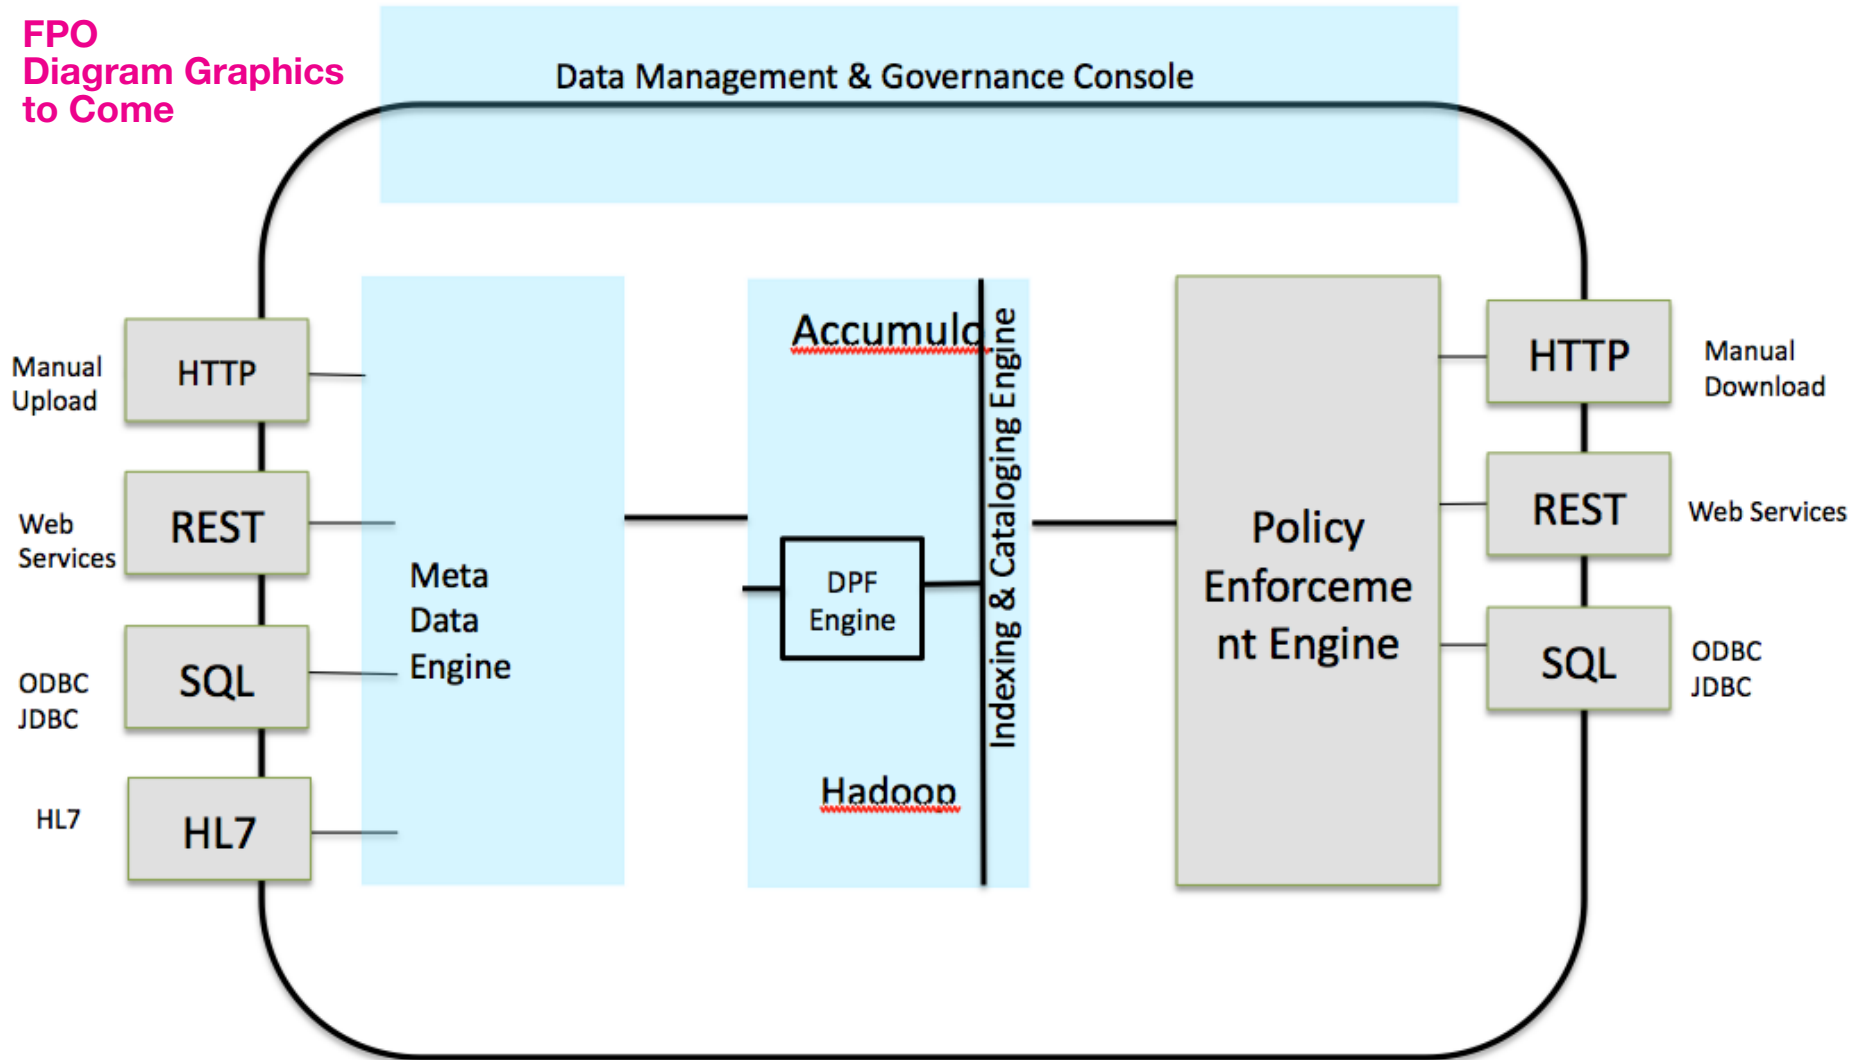 FPO
Diagram Graphics
to Come
Data Management & Governance Console
Manual
Upload
HTTP
Web
Services
REST
ODBC
JDBC
SQL
HL7
HL7
Meta
Data
Engine
Accumulo
DPF
Engine
Hadoop
Indexing & Cataloging Engine
Policy
Enforceme
nt Engine
HTTP
Manual
Download
REST
Web Services
SQL
ODBC
JDBC